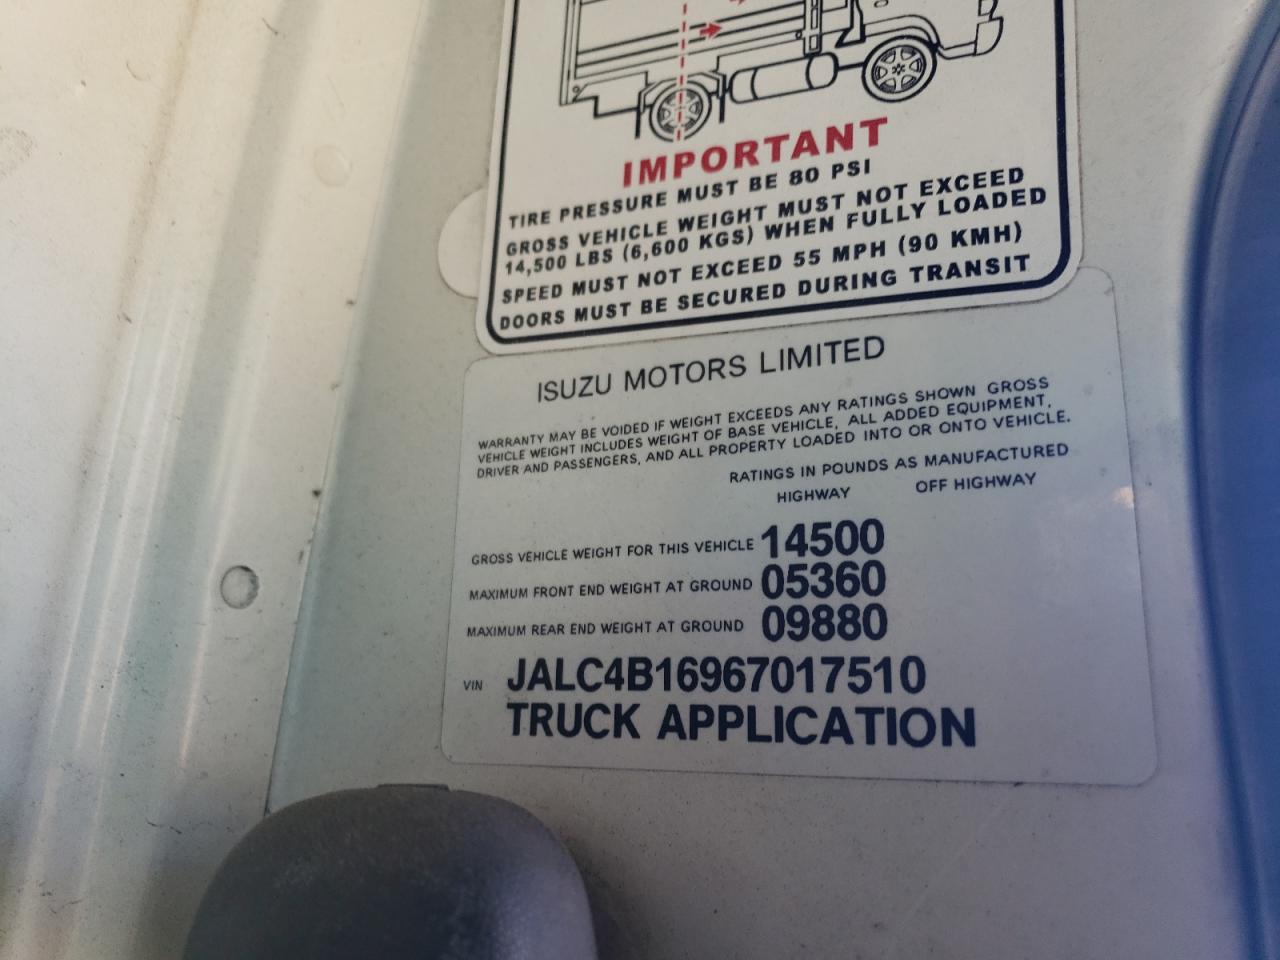 IMPORTANT
TIRE PRESSURE MUST BE 80 PSI
GROSS VEHICLE WEIGHT MUST NOT EXCEED
14,500 LBS (6,600 KGS) WHEN FULLY LOADED
SPEED MUST NOT EXCEED 55 MPH (90 KMH)
DOORS MUST BE SECURED DURING TRANSIT
ISUZU MOTORS LIMITED
WARRANTY MAY BE VOIDED IF WEIGHT EXCEEDS ANY RATINGS SHOWN GROSS
VEHICLE WEIGHT INCLUDES WEIGHT OF BASE VEHICLE, ALL ADDED EQUIPMENT,
DRIVER AND PASSENGERS, AND ALL PROPERTY LOADED INTO OR ONTO VEHICLE.
RATINGS IN POUNDS AS MANUFACTURED
HIGHWAY OFF HIGHWAY
GROSS VEHICLE WEIGHT FOR THIS VEHICLE 14500
MAXIMUM FRONT END WEIGHT AT GROUND 05360
MAXIMUM REAR END WEIGHT AT GROUND 09880
VIN JALC4B16967017510
TRUCK APPLICATION